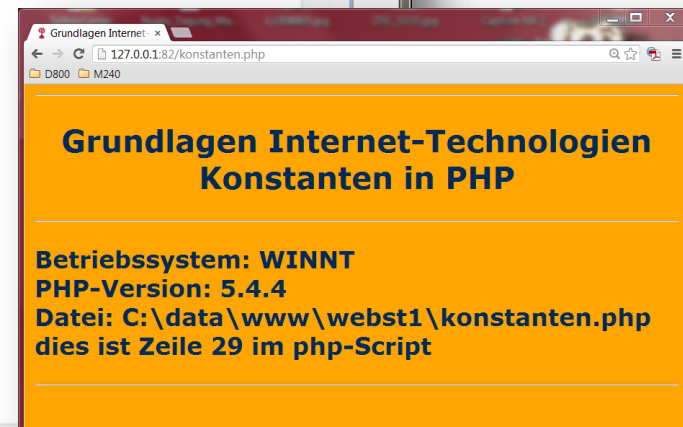 Grundlagen Internet-
127.0.0.1:82/konstanten.php
D800 M240
Grundlagen Internet-Technologien
Konstanten in PHP
Betriebssystem: WINNT
PHP-Version: 5.4.4
Datei: C:\data\www\webst1\konstanten.php
dies ist Zeile 29 im php-Script